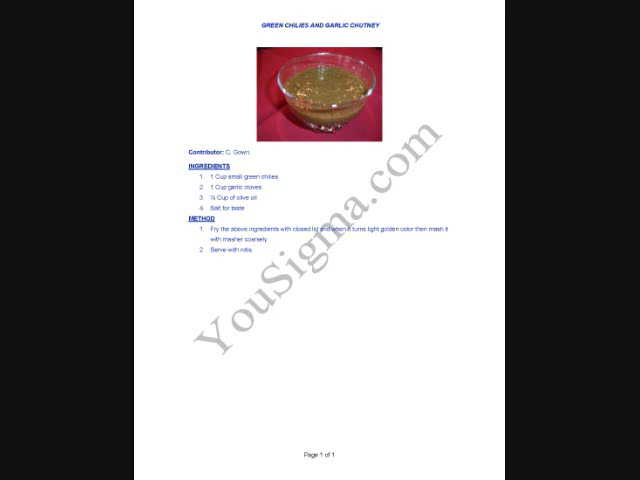 GREEN CHILIES AND GARLIC CHUTNEY
Contributor: C, Gowri
INGREDIENTS
1. 1 Cup small green chilies
2. 1 Cup garlic cloves
3. ¼ Cup of olive oil
4. Salt for taste
METHOD
1. Fry the above ingredients with closed lid and when it turns light golden color then mash it
with masher coarsely
2. Serve with rotis
YouSigma.com
Page 1 of 1